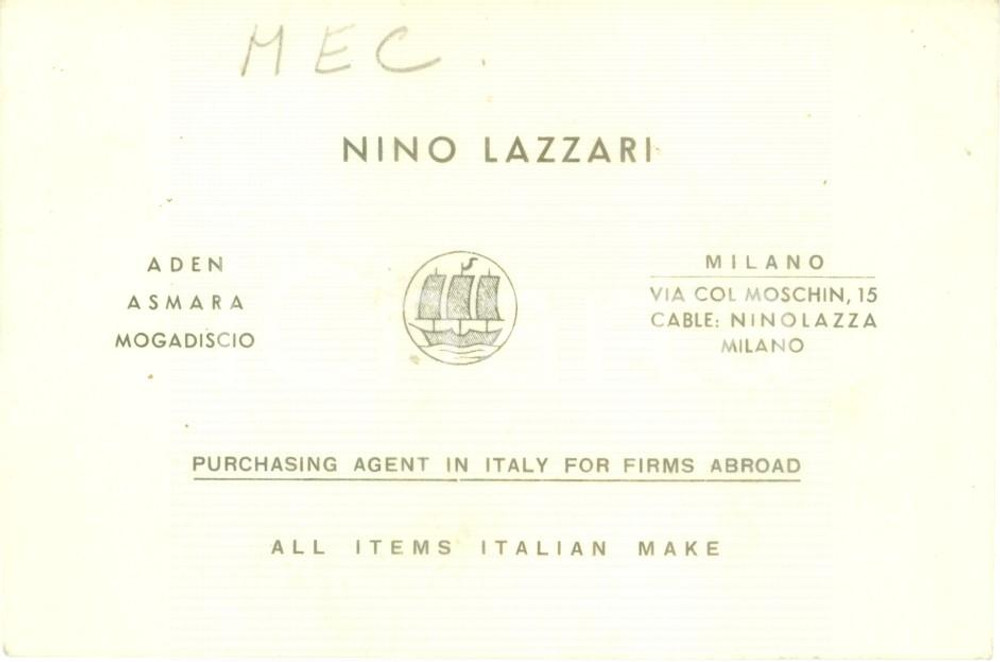 MEC.
NINO LAZZARI
ADEN
ASMARA
MOGADISCIO
MILANO
VIA COL MOSCHIN, 15
CABLE: NINOLAZZA
MILANO
PURCHASING AGENT IN ITALY FOR FIRMS ABROAD
ALL ITEMS ITALIAN MAKE